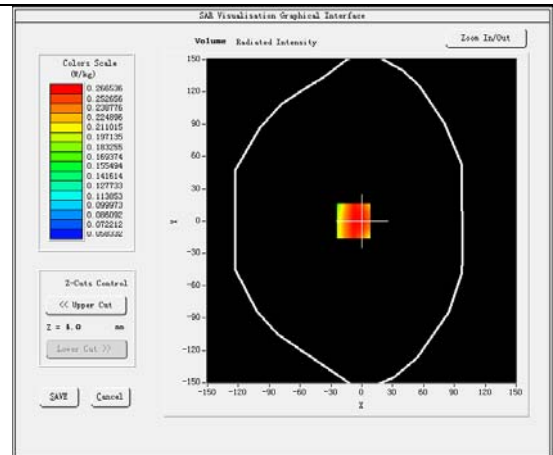 SAR Visualisation Graphical Interface
Volume Radiated Intensity
Zoom In/Out
Colors Scale
(W/kg)
0.266536
0.252656
0.238776
0.224896
0.211015
0.197135
0.183255
0.169374
0.155494
0.141614
0.127733
0.113853
0.099973
0.086092
0.072212
0.058332
Z-Cuts Control
<< Upper Cut
Z = mm
Lower Cut >>
SAVE
Cancel
150
120
90
60
30
0
-30
-60
-90
-120
-150
Y
-150 -120 -90 -60 -30 0 30 60 90 120 150
X